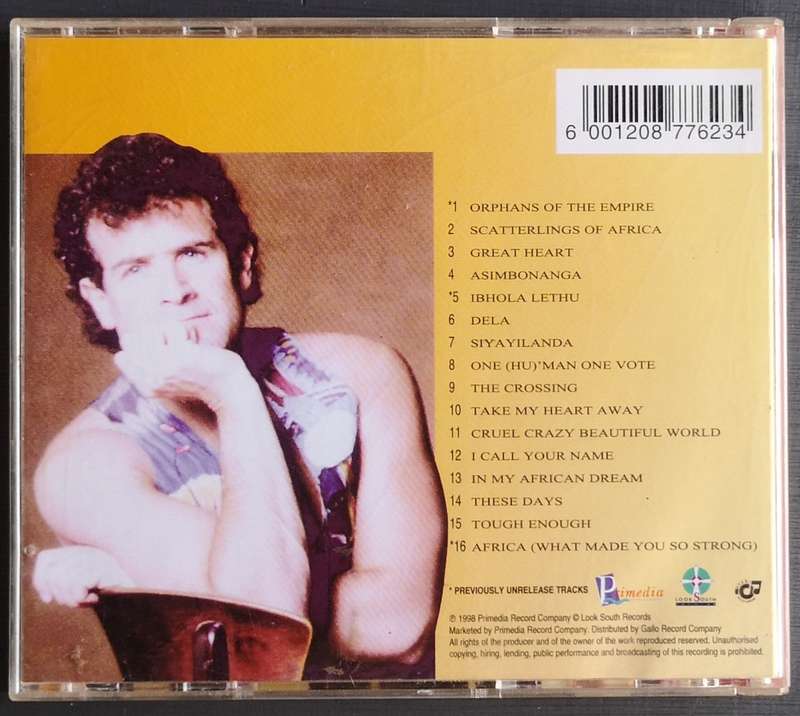 6 001208 776234
*1 ORPHANS OF THE EMPIRE
2 SCATTERLINGS OF AFRICA
3 GREAT HEART
4 ASIMBONANGA
*5 IBHOLA LETHU
6 DELA
7 SIYAYILANDA
8 ONE (HU)'MAN ONE VOTE
9 THE CROSSING
10 TAKE MY HEART AWAY
11 CRUEL CRAZY BEAUTIFUL WORLD
12 I CALL YOUR NAME
13 IN MY AFRICAN DREAM
14 THESE DAYS
15 TOUGH ENOUGH
*16 AFRICA (WHAT MADE YOU SO STRONG)
* PREVIOUSLY UNRELEASE TRACKS
Primedia
LOOK SOUTH
℗ 1998 Primedia Record Company © Look South Records
Marketed by Primedia Record Company. Distributed by Gallo Record Company
All rights of the producer and of the owner of the work reproduced reserved. Unauthorised
copying, hiring, lending, public performance and broadcasting of this recording is prohibited.